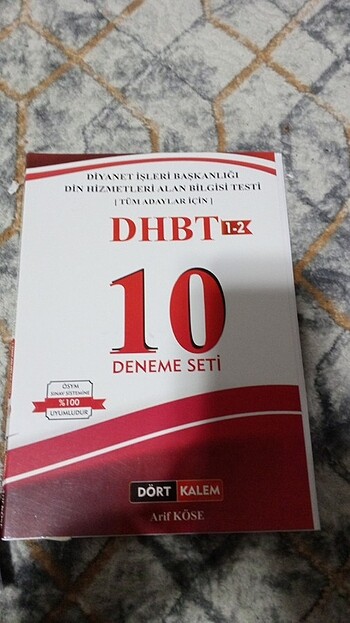 DİYANET İŞLERİ BAŞKANLIĞI
DİN HİZMETLERİ ALAN BİLGİSİ TESTİ
[ TÜM ADAYLAR İÇİN ]
DHBT 1-2
10
DENEME SETİ
ÖSYM
SINAV SİSTEMİNE
%100
UYUMLUDUR
DÖRT KALEM
Arif KÖSE